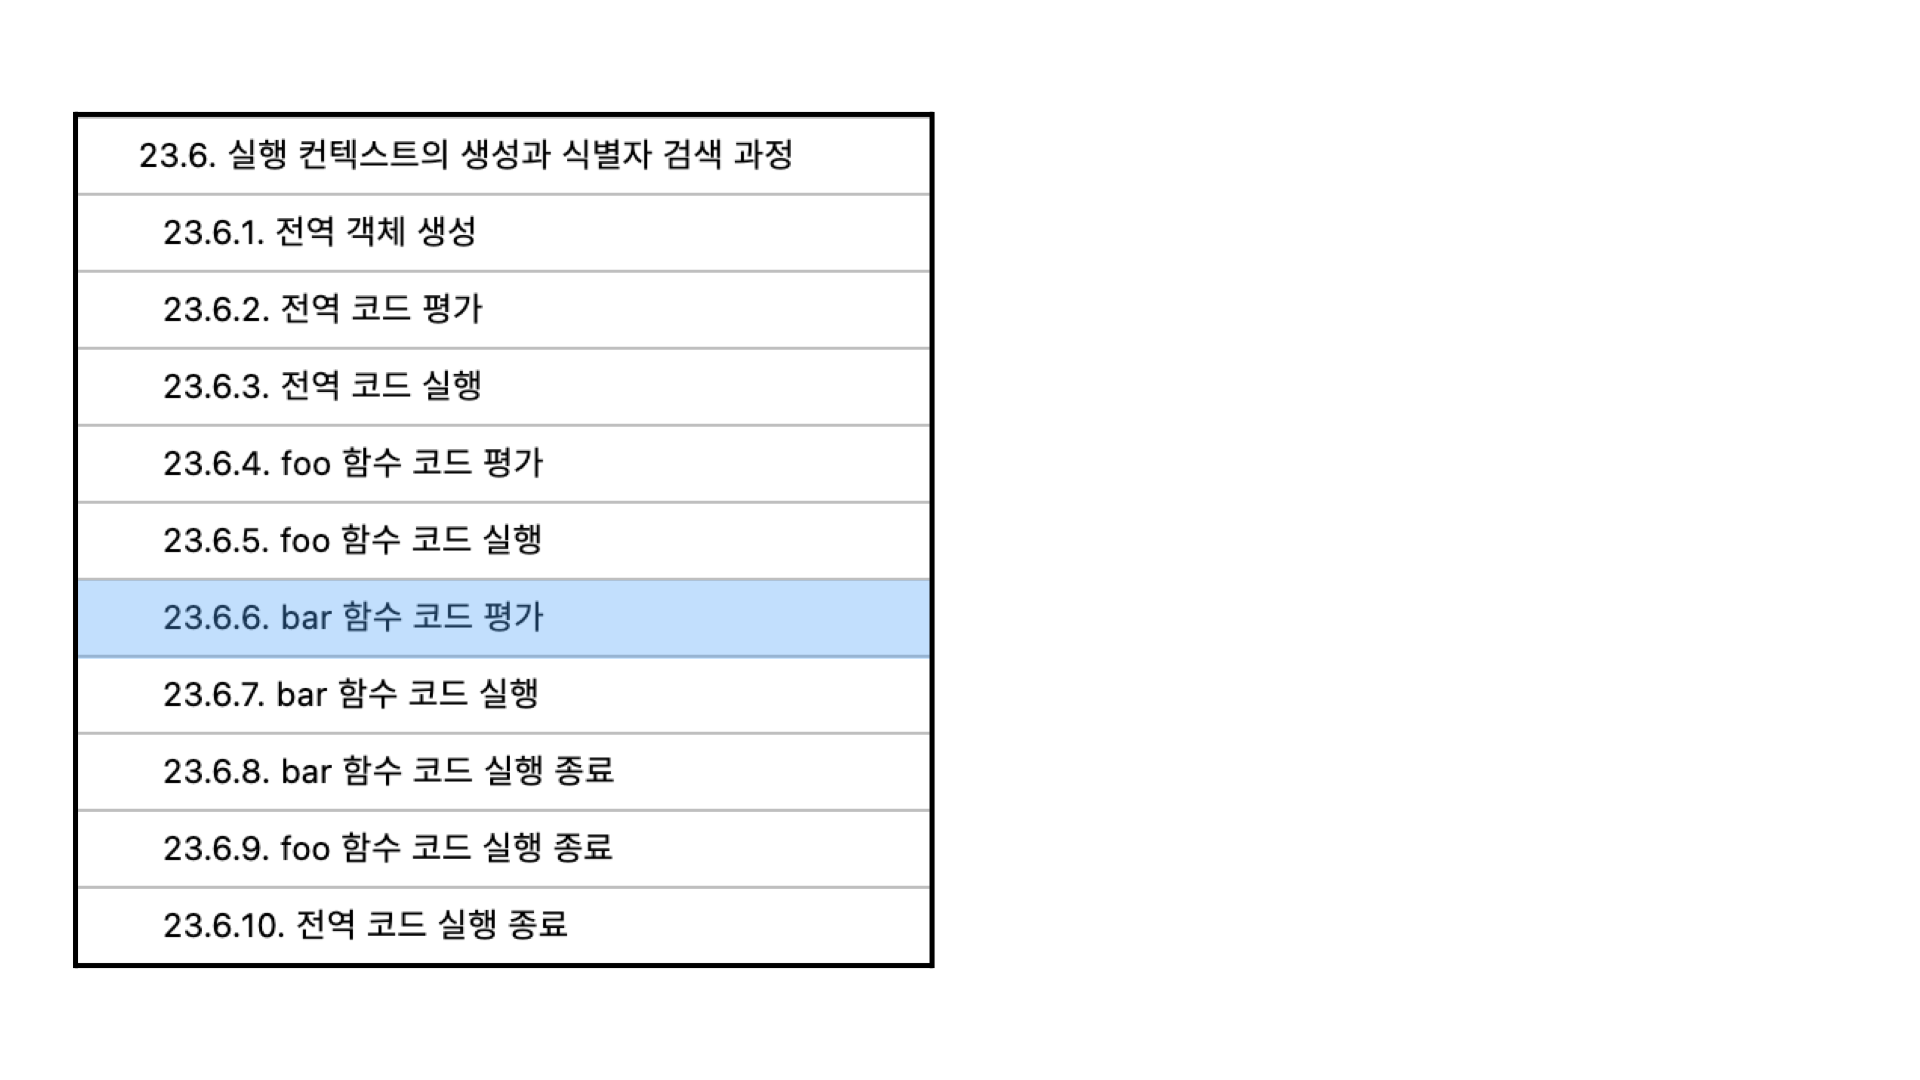 23.6. 실행 컨텍스트의 생성과 식별자 검색 과정
23.6.1. 전역 객체 생성
23.6.2. 전역 코드 평가
23.6.3. 전역 코드 실행
23.6.4. foo 함수 코드 평가
23.6.5. foo 함수 코드 실행
23.6.6. bar 함수 코드 평가
23.6.7. bar 함수 코드 실행
23.6.8. bar 함수 코드 실행 종료
23.6.9. foo 함수 코드 실행 종료
23.6.10. 전역 코드 실행 종료